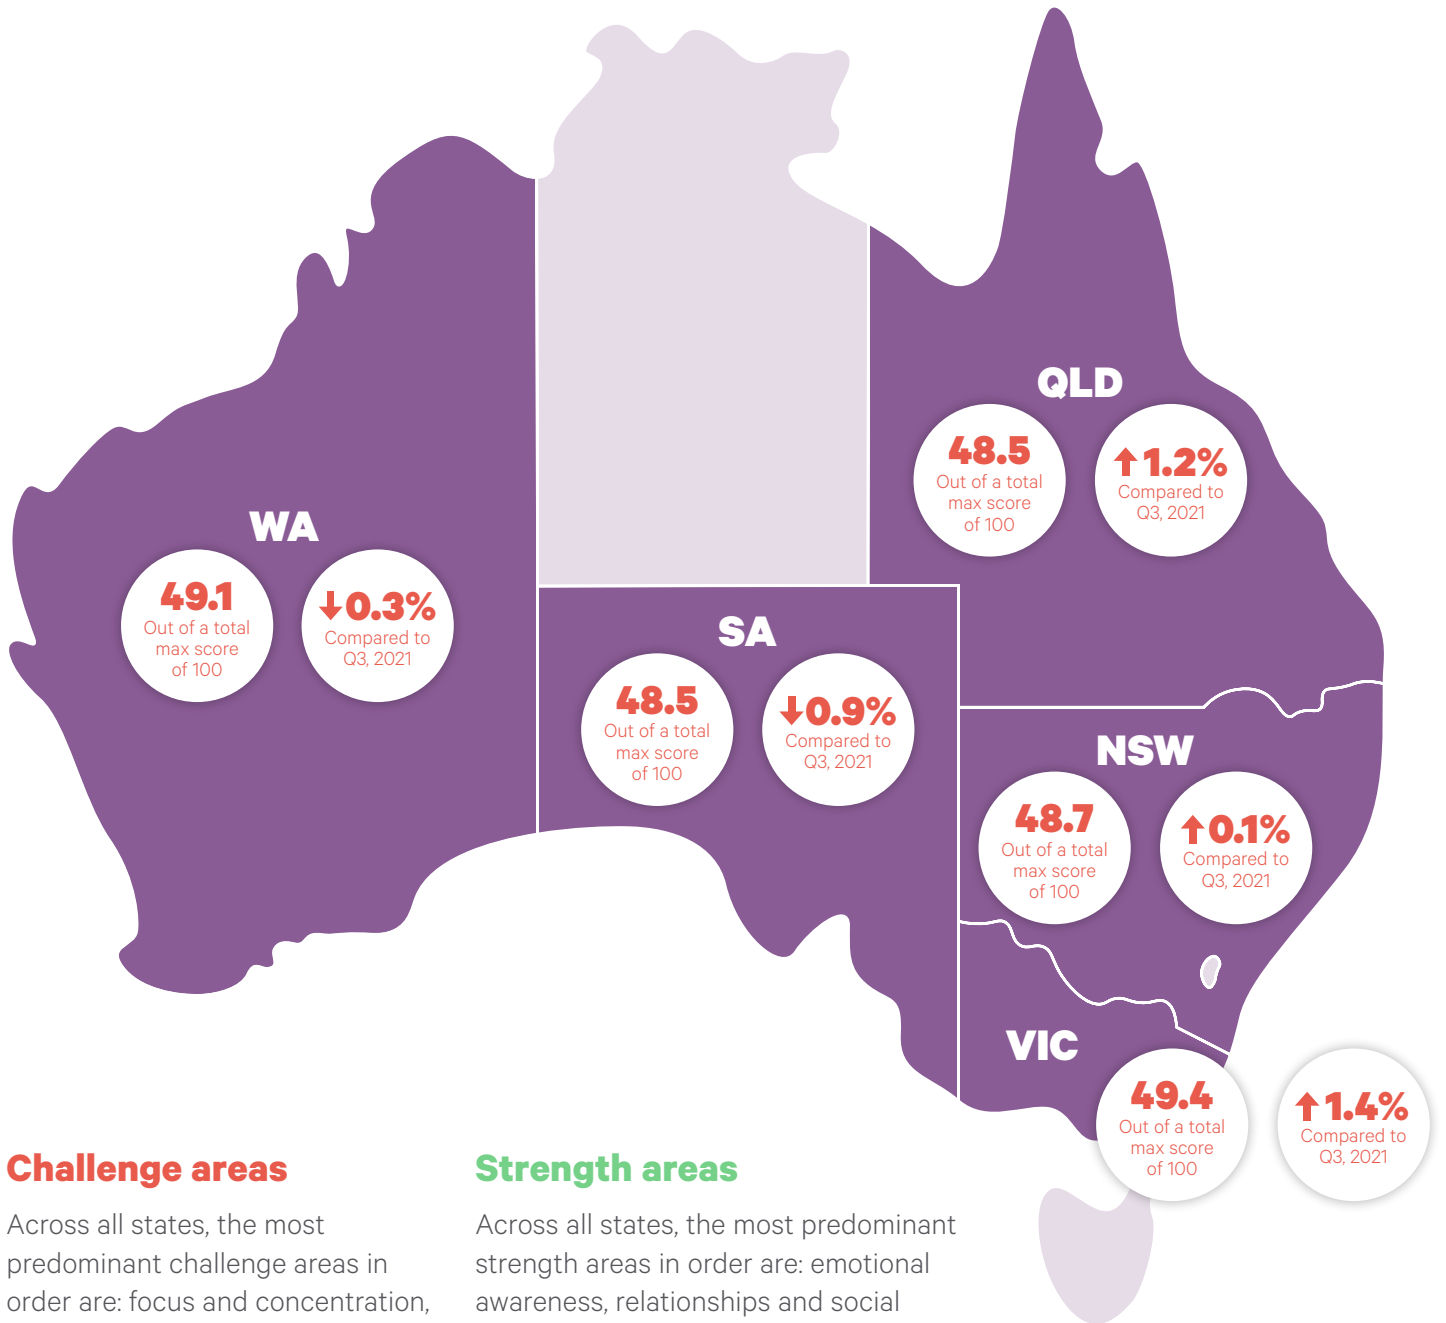 QLD
48.5
Out of a total
max score
of 100
↑1.2%
Compared to
Q3, 2021
WA
49.1
Out of a total
max score
of 100
↓0.3%
Compared to
Q3, 2021
SA
48.5
Out of a total
max score
of 100
↓0.9%
Compared to
Q3, 2021
NSW
48.7
Out of a total
max score
of 100
↑0.1%
Compared to
Q3, 2021
VIC
49.4
Out of a total
max score
of 100
↑1.4%
Compared to
Q3, 2021
Challenge areas
Across all states, the most
predominant challenge areas in
order are: focus and concentration,
Strength areas
Across all states, the most predominant
strength areas in order are: emotional
awareness, relationships and social